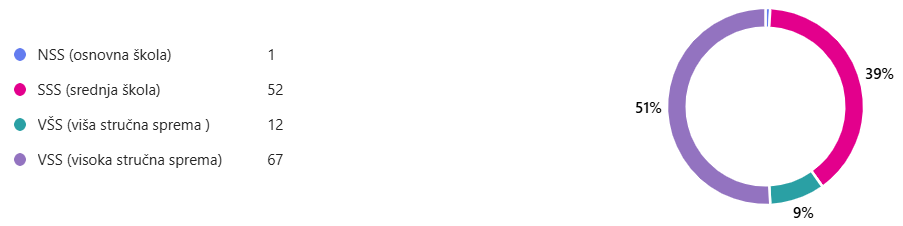 NSS (osnovna škola) 1
SSS (srednja škola) 52
VŠS (viša stručna sprema ) 12
VSS (visoka stručna sprema) 67
39%
51%
9%